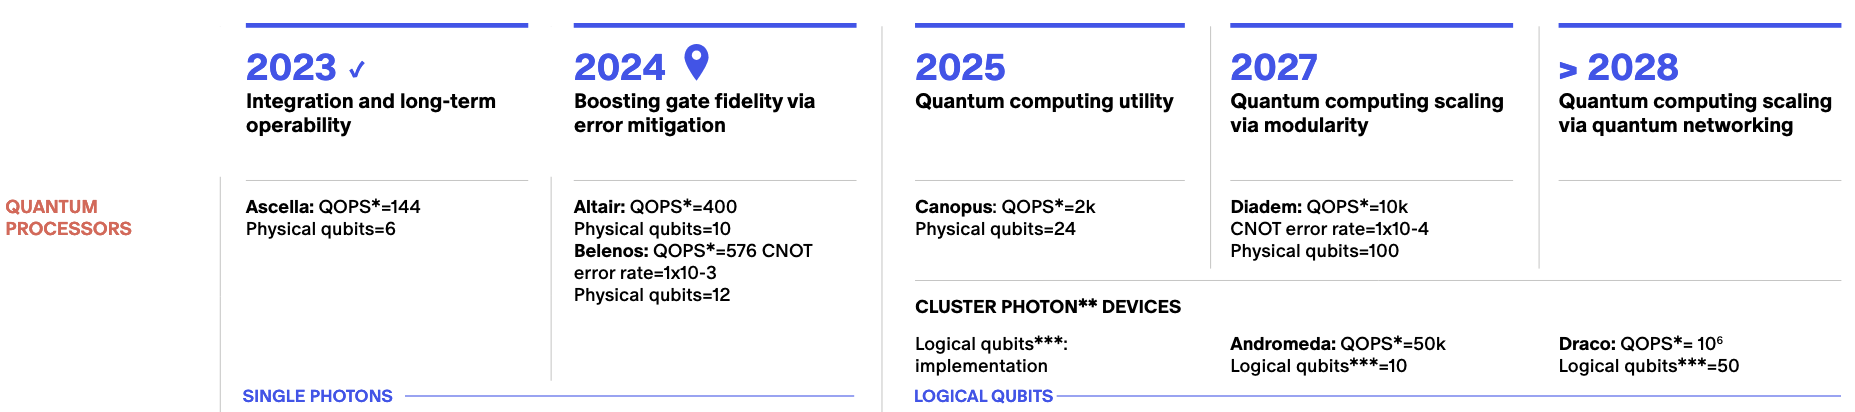 2023 ✓
Integration and long-term
operability
2024
Boosting gate fidelity via
error mitigation
2025
Quantum computing utility
2027
Quantum computing scaling
via modularity
> 2028
Quantum computing scaling
via quantum networking
QUANTUM
PROCESSORS
Ascella: QOPS*=144
Physical qubits=6
Altair: QOPS*=400
Physical qubits=10
Belenos: QOPS*=576 CNOT
error rate=1x10-3
Physical qubits=12
Canopus: QOPS*=2k
Physical qubits=24
Diadem: QOPS*=10k
CNOT error rate=1x10-4
Physical qubits=100
CLUSTER PHOTON** DEVICES
Logical qubits***:
implementation
Andromeda: QOPS*=50k
Logical qubits***=10
Draco: QOPS*= 10⁶
Logical qubits***=50
SINGLE PHOTONS
LOGICAL QUBITS